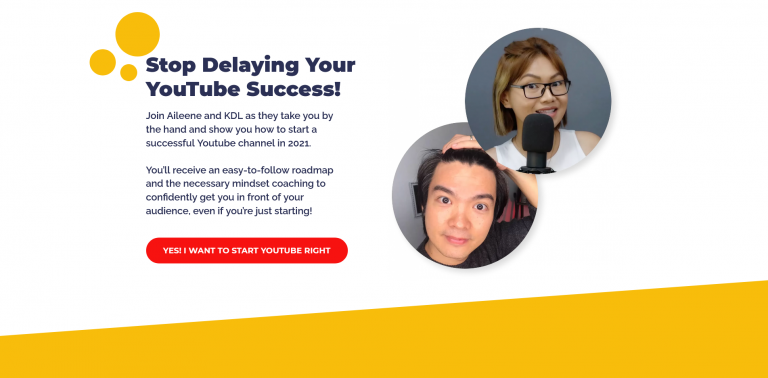 Stop Delaying Your
YouTube Success!
Join Aileene and KDL as they take you by
the hand and show you how to start a
successful Youtube channel in 2021.
You'll receive an easy-to-follow roadmap
and the necessary mindset coaching to
confidently get you in front of your
audience, even if you're just starting!
YES! I WANT TO START YOUTUBE RIGHT